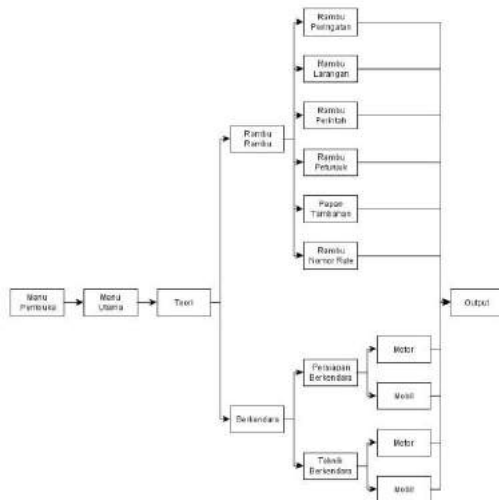 Rambu
Peringatan
Rambu
Larangan
Rambu
Perintah
Rambu
Rambu
Rambu
Petunjuk
Papan
Tambahan
Rambu
Nomor Rute
Menu
Pembuka
Menu
Utama
Teori
Output
Persiapan
Berkendara
Motor
Mobil
Berkendara
Teknik
Berkendara
Motor
Mobil